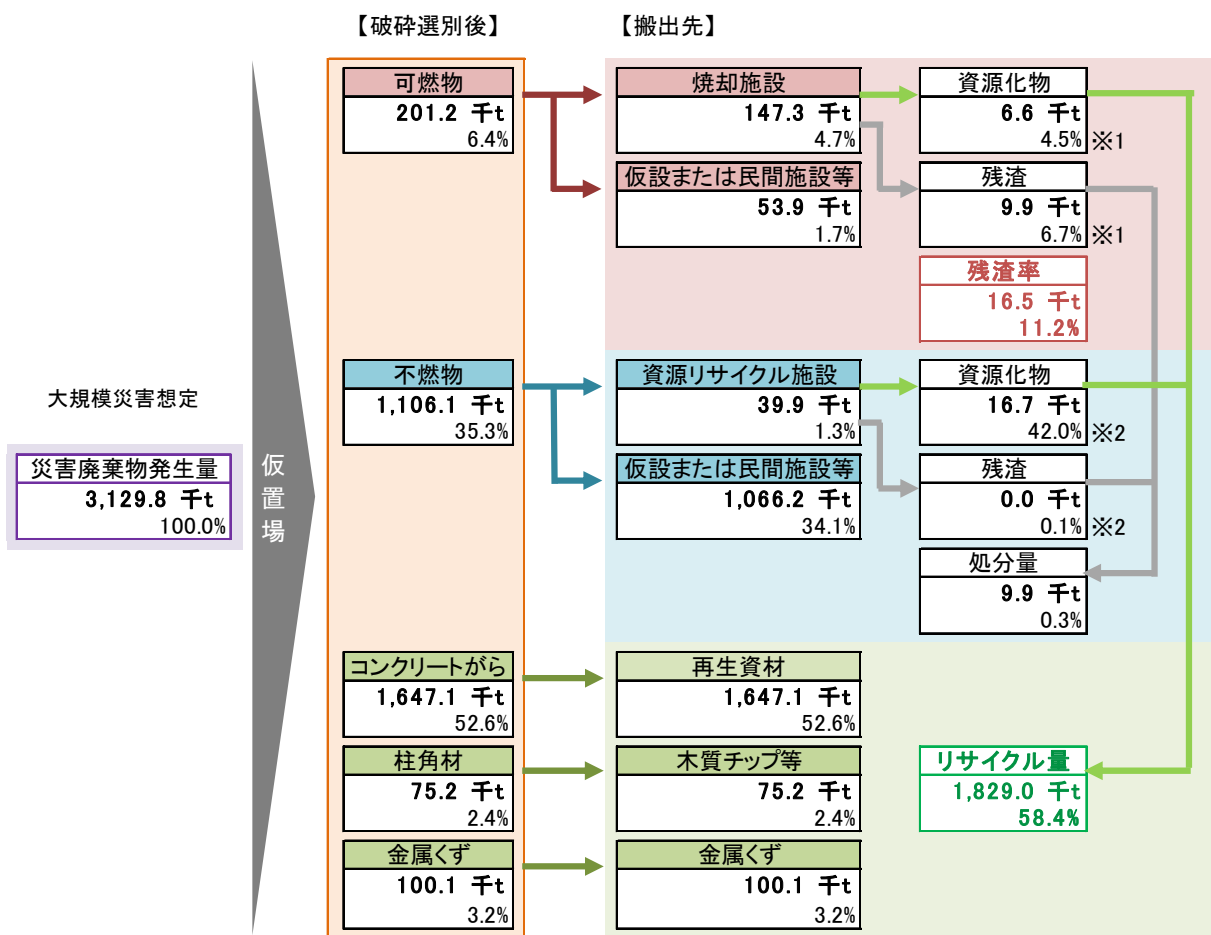 【破砕選別後】
【搬出先】
大規模災害想定
災害廃棄物発生量
3,129.8 千t
100.0%
仮置場
可燃物
201.2 千t
6.4%
焼却施設
147.3 千t
4.7%
資源化物
6.6 千t
4.5% ※1
仮設または民間施設等
53.9 千t
1.7%
残渣
9.9 千t
6.7% ※1
残渣率
16.5 千t
11.2%
不燃物
1,106.1 千t
35.3%
資源リサイクル施設
39.9 千t
1.3%
資源化物
16.7 千t
42.0% ※2
仮設または民間施設等
1,066.2 千t
34.1%
残渣
0.0 千t
0.1% ※2
処分量
9.9 千t
0.3%
コンクリートがら
1,647.1 千t
52.6%
再生資材
1,647.1 千t
52.6%
柱角材
75.2 千t
2.4%
木質チップ等
75.2 千t
2.4%
リサイクル量
1,829.0 千t
58.4%
金属くず
100.1 千t
3.2%
金属くず
100.1 千t
3.2%